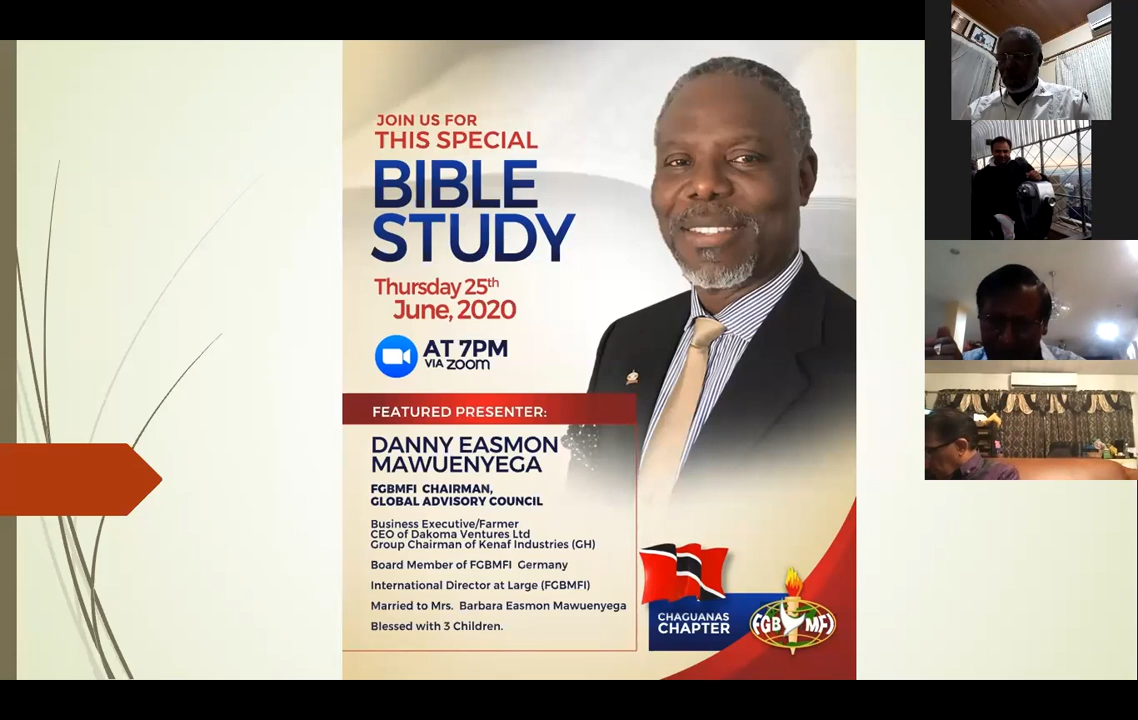 JOIN US FOR
THIS SPECIAL
BIBLE
STUDY
Thursday 25th
June, 2020
AT 7PM
VIA zoom
FEATURED PRESENTER:
DANNY EASMON
MAWUENYEGA
FGBMFI CHAIRMAN,
GLOBAL ADVISORY COUNCIL
Business Executive/Farmer
CEO of Dakoma Ventures Ltd
Group Chairman of Kenaf Industries (GH)
Board Member of FGBMFI Germany
International Director at Large (FGBMFI)
Married to Mrs. Barbara Easmon Mawuenyega
Blessed with 3 Children.
CHAGUANAS
CHAPTER
FGB MFI